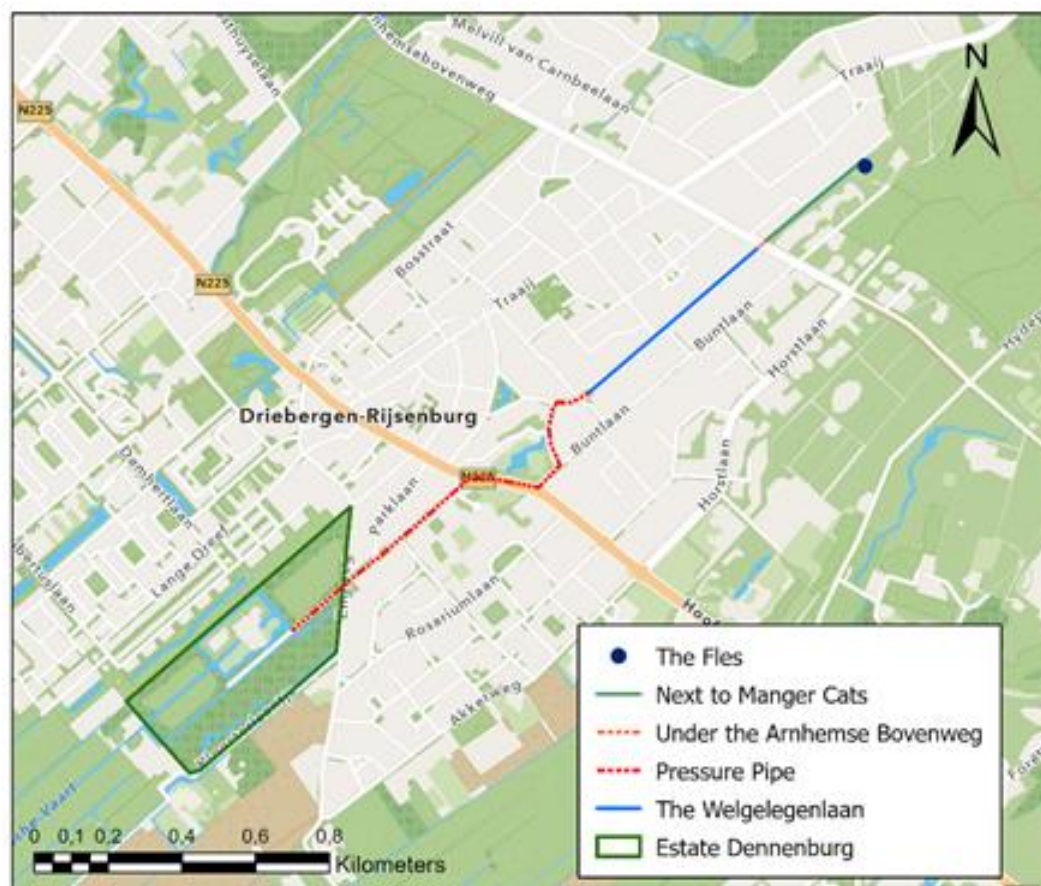 Melvill van Carnbeelaan
Traaij
N
N225
N225
Bosstraat
Traaij
Buntlaan
Horstlaan
Driebergen-Rijsenburg
Buntlaan
Damhertlaan
Parklaan
Horstlaan
Lange Dreef
Rosariumlaan
Akkerweg
The Fles
Next to Manger Cats
Under the Arnhemse Bovenweg
Pressure Pipe
The Welgelegenlaan
Estate Dennenburg
0 0,1 0,2 0,4 0,6 0,8
Kilometers